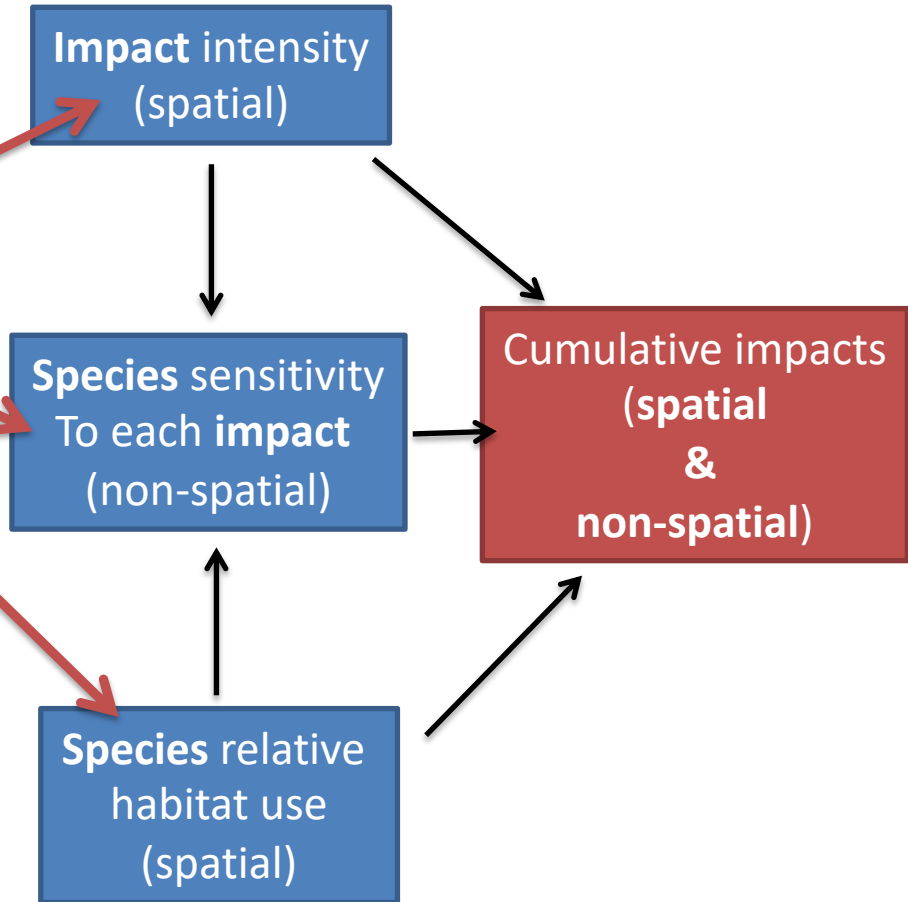 Impact intensity
(spatial)
Species sensitivity
To each impact
(non-spatial)
Cumulative impacts
(spatial
&
non-spatial)
Species relative
habitat use
(spatial)